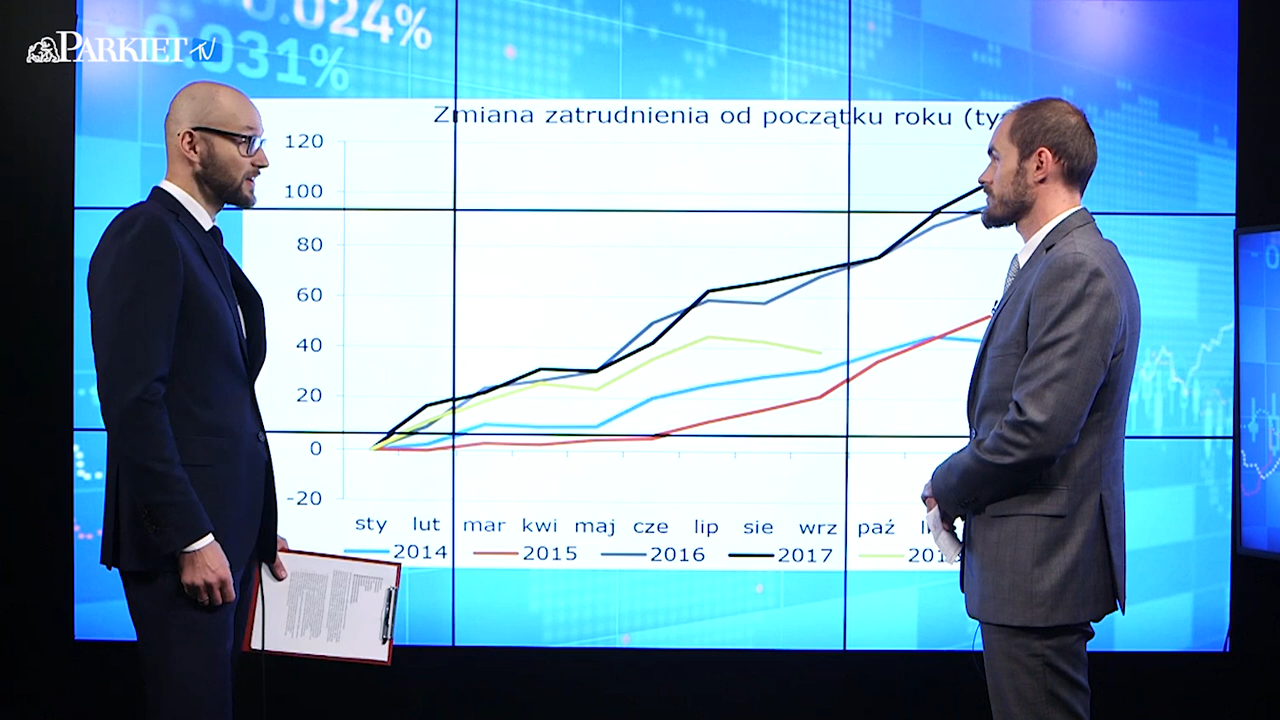 0.024%
0.031%
PARKIET TV
Zmiana zatrudnienia od początku roku
120
100
80
60
40
20
0
-20
sty lut mar kwi maj cze lip sie wrz paź
2014 2015 2016 2017